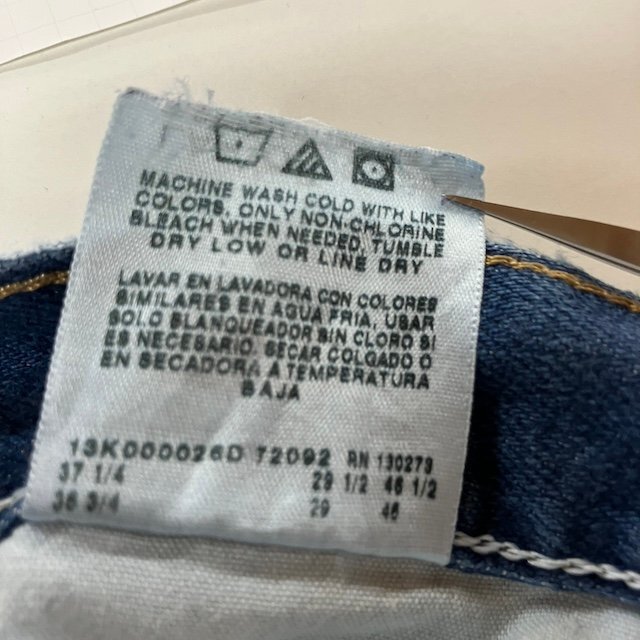 MACHINE WASH COLD WITH LIKE
COLORS, ONLY NON CHLORINE
BLEACH WHEN NEEDED, TUMBLE
DRY LOW OR LINE DRY
LAVAR EN LAVADORA CON COLORES
SIMILARES EN AGUA FRIA, USAR
SOLO BLANQUEADOR SIN CLORO SI
ES NECESARIO, SECAR COLGADO O
EN SECADORA A TEMPERATURA
BAJA
13K000026D 72092 RN 130273
37 1/4 29 1/2 46 1/2
36 3/4 29 46